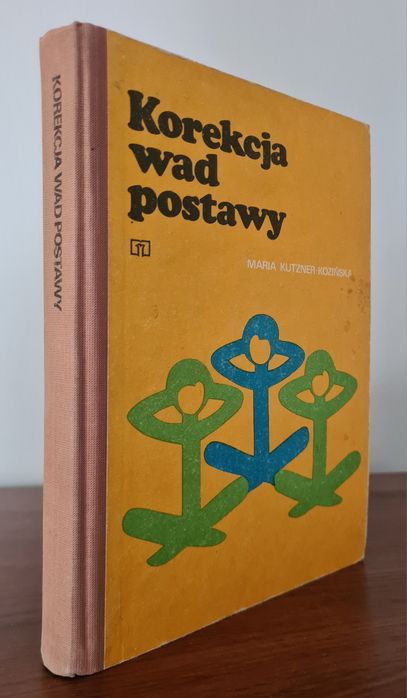 KOREKCJA WAD POSTAWY
Korekcja
wad
postawy
MARIA KUTZNER-KOZIŃSKA